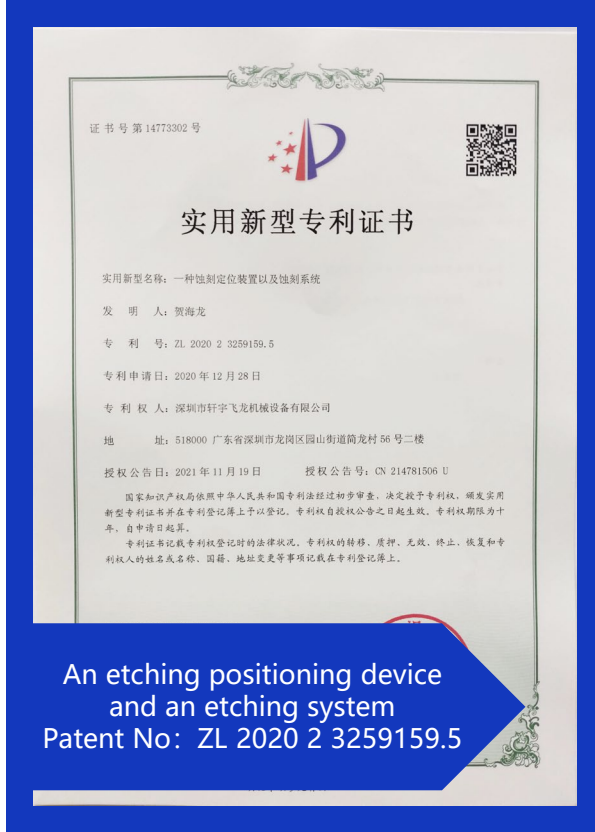 证书号第14773302号
实用新型专利证书
实用新型名称：一种蚀刻定位装置以及蚀刻系统
发 明 人：贺海龙
专 利 号：ZL 2020 2 3259159.5
专利申请日：2020年12月28日
专 利 权 人：深圳市轩宇飞龙机械设备有限公司
地 址：518000 广东省深圳市龙岗区园山街道简龙村56号二楼
授权公告日：2021年11月19日 授权公告号：CN 214781506 U
国家知识产权局依照中华人民共和国专利法经过初步审查，决定授予专利权，颁发实用
新型专利证书并在专利登记簿上予以登记。专利权自授权公告之日起生效。专利权期限为十
年，自申请日起算。
专利证书记载专利权登记时的法律状况。专利权的转移、质押、无效、终止、恢复和专
利权人的姓名或名称、国籍、地址变更等事项记载在专利登记簿上。
An etching positioning device
and an etching system
Patent No：ZL 2020 2 3259159.5